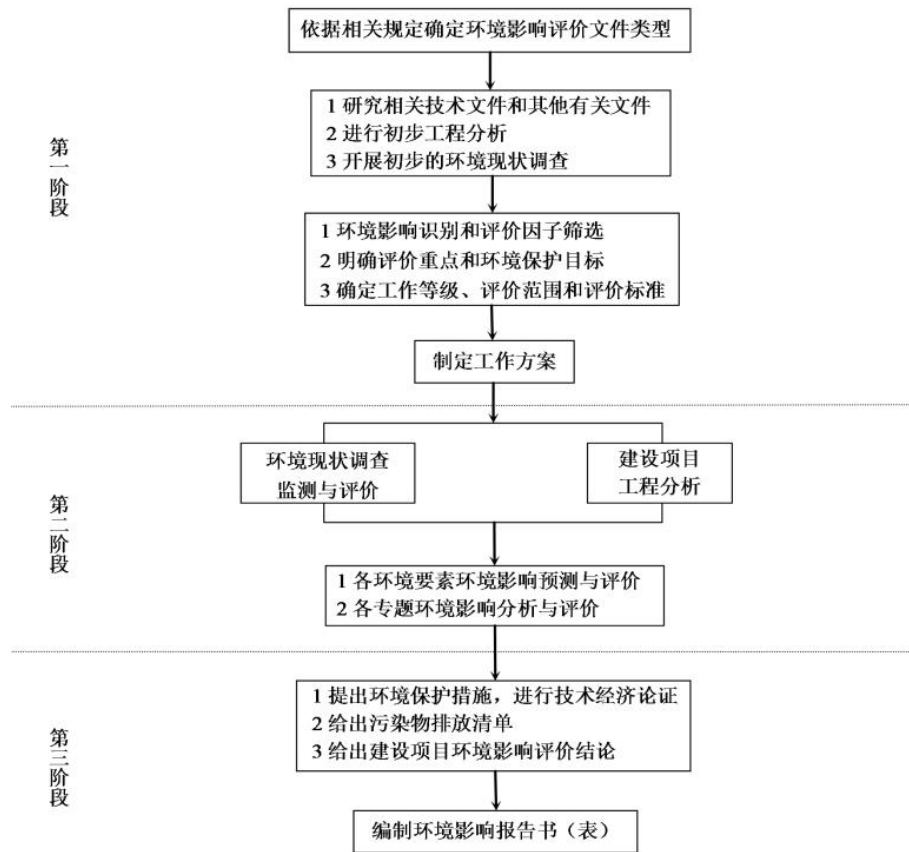 依据相关规定确定环境影响评价文件类型
1 研究相关技术文件和其他有关文件
2 进行初步工程分析
3 开展初步的环境现状调查
第一阶段
1 环境影响识别和评价因子筛选
2 明确评价重点和环境保护目标
3 确定工作等级、评价范围和评价标准
制定工作方案
环境现状调查
监测与评价
建设项目
工程分析
第二阶段
1 各环境要素环境影响预测与评价
2 各专题环境影响分析与评价
1 提出环境保护措施，进行技术经济论证
2 给出污染物排放清单
3 给出建设项目环境影响评价结论
第三阶段
编制环境影响报告书（表）